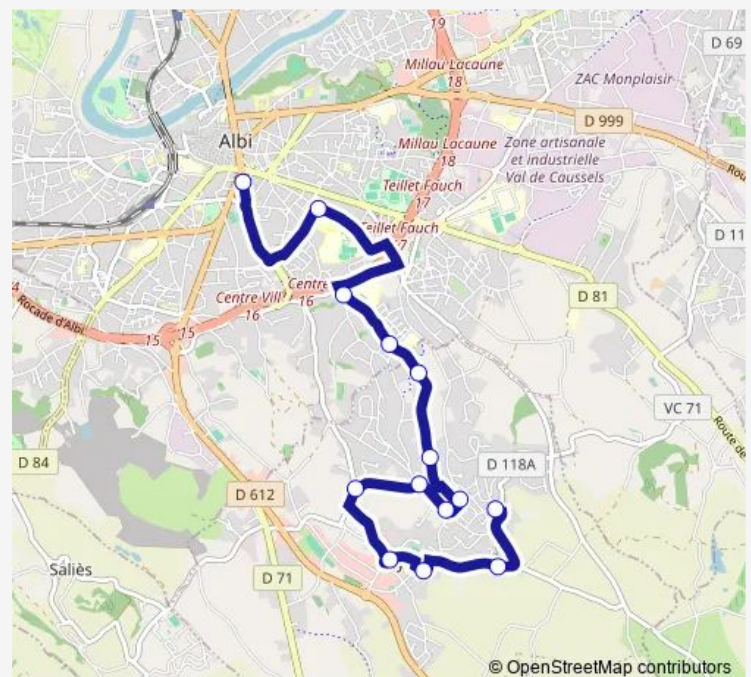 19
D 69
Millau Lacaune
18
ZAC Monplaisir
D 999
Albi
Millau Lacaune
18
Zone artisanale
et industrielle
Val de Caussels
Teillet Fauch
17
Teillet Fauch
17
D 11
Centre Vill
16
Centre
16
Rocade d'Albi
15
15
D 81
VC 71
Route de
D 84
D 612
D 118A
Saliès
D 71
© OpenStreetMap contributors